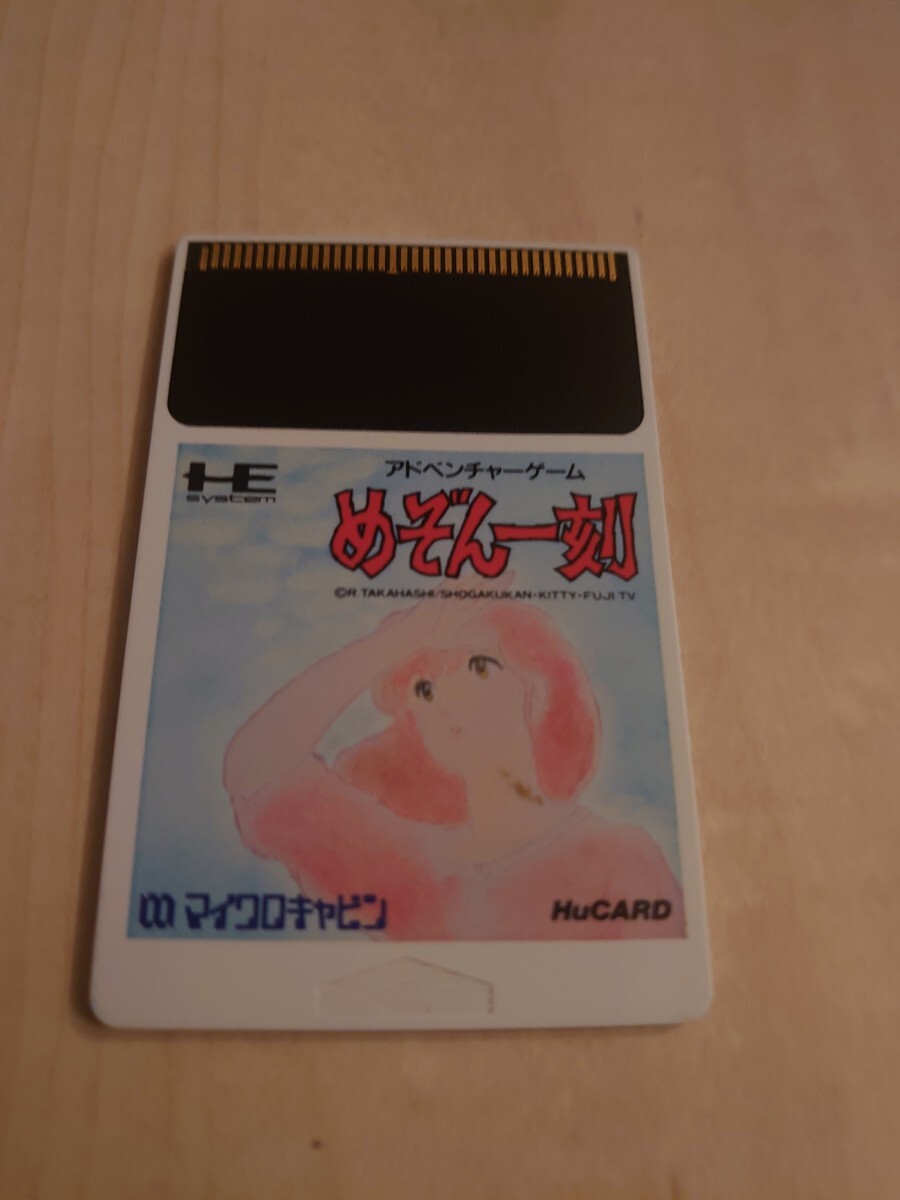 HE
system
アドベンチャーゲーム
めぞん一刻
©R.TAKAHASHI/SHOGAKUKAN・KITTY・FUJI TV
マイクロキャビン
HuCARD